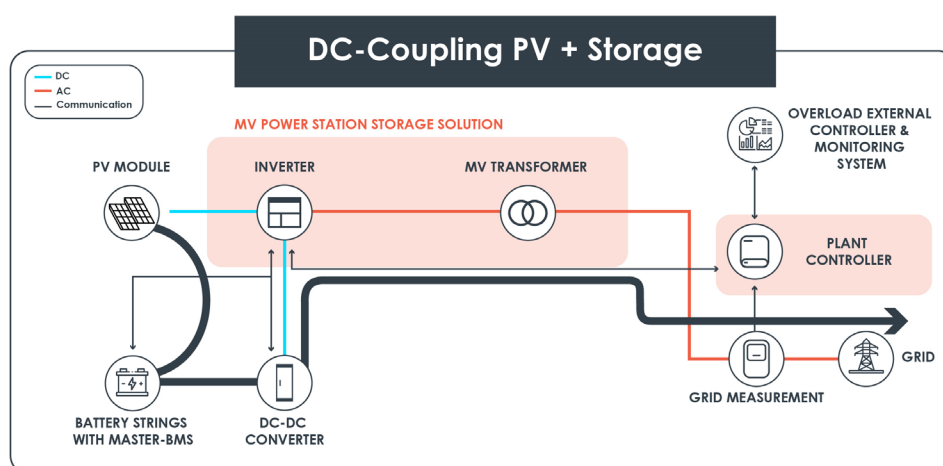 DC-Coupling PV + Storage
DC
AC
Communication
MV POWER STATION STORAGE SOLUTION
OVERLOAD EXTERNAL
CONTROLLER &
MONITORING
SYSTEM
PV MODULE
INVERTER
MV TRANSFORMER
PLANT
CONTROLLER
GRID
GRID MEASUREMENT
BATTERY STRINGS
WITH MASTER-BMS
DC-DC
CONVERTER